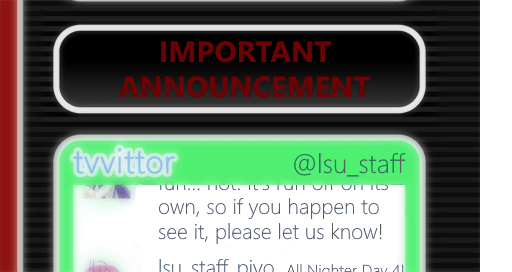 IMPORTANT
ANNOUNCEMENT
tvvittor @lsu_staff
fun... not. It's run off on its
own, so if you happen to
see it, please let us know!
lsu_staff_piyo All Nighter Day 4!